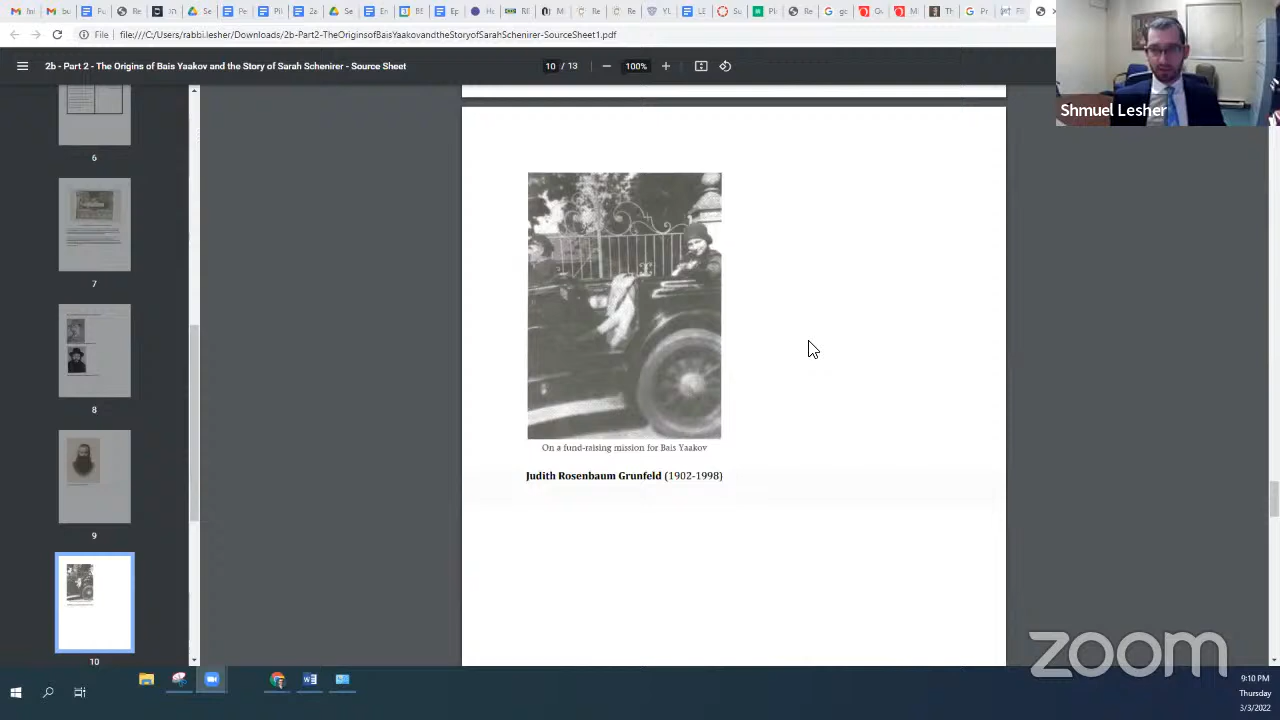 File
file:///C:/Users/rabbi.lesher/Downloads/2b-Part2-TheOriginsofBaisYaakovandtheStoryofSarahSchenirer-SourceSheet1.pdf
2b - Part 2 - The Origins of Bais Yaakov and the Story of Sarah Schenirer - Source Sheet
10 / 13
100%
Shmuel Lesher
6
7
8
9
10
On a fund-raising mission for Bais Yaakov
Judith Rosenbaum Grunfeld (1902-1998)
zoom
9:10 PM
Thursday
3/3/2022